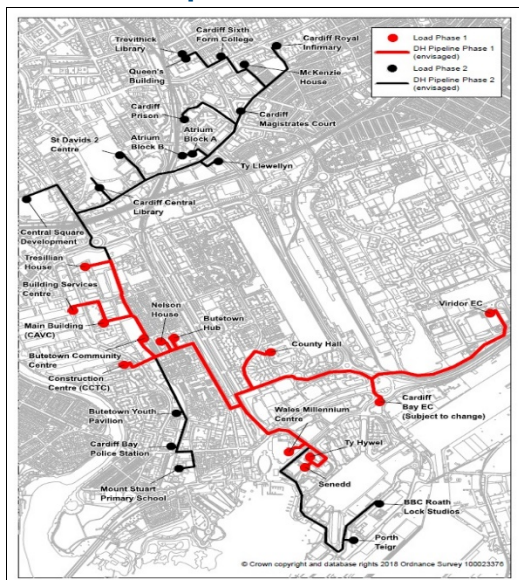 Trevithick
Library
Cardiff Sixth
Form College
Cardiff Royal
Infirmary
Load Phase 1
DH Pipeline Phase 1
(envisaged)
Load Phase 2
DH Pipeline Phase 2
(envisaged)
Queen's
Building
McKenzie
House
Cardiff
Prison
Cardiff
Magistrates Court
St Davids 2
Centre
Atrium
Block B
Atrium
Block A
Ty Llewellyn
Cardiff Central
Library
Central Square
Development
Tresillian
House
Building Services
Centre
Nelson
House
Butetown
Hub
Viridor EC
Main Building
(CAVC)
County Hall
Butetown Community
Centre
Construction
Centre (CCTC)
Cardiff
Bay EC
(Subject to change)
Wales Millennium
Centre
Butetown Youth
Pavilion
Ty Hywel
Cardiff Bay
Police Station
Senedd
Mount Stuart
Primary School
BBC Roath
Lock Studios
Porth
Teigr
© Crown copyright and database rights 2018 Ordnance Survey 100023376